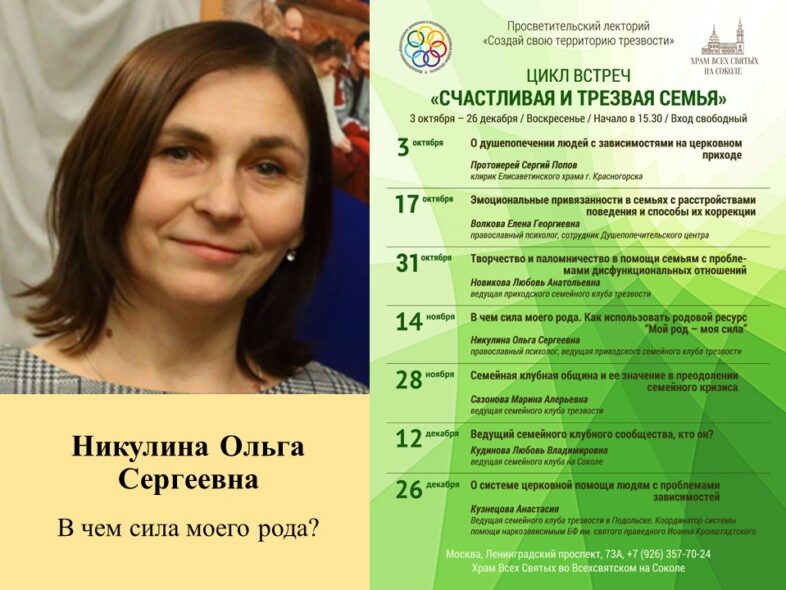 Никулина Ольга
Сергеевна
В чем сила моего рода?
Просветительский лекторий
«Создай свою территорию трезвости»
ХРАМ ВСЕХ СВЯТЫХ
НА СОКОЛЕ
ЦИКЛ ВСТРЕЧ
«СЧАСТЛИВАЯ И ТРЕЗВАЯ СЕМЬЯ»
3 октября – 26 декабря / Воскресенье / Начало в 15.30 / Вход свободный
3 октября
О душепопечении людей с зависимостями на церковном
приходе
Протоиерей Сергий Попов
клирик Елисаветинского храма г. Красногорска
17 октября
Эмоциональные привязанности в семьях с расстройствами
поведения и способы их коррекции
Волкова Елена Георгиевна
православный психолог, сотрудник Душепопечительского центра
31 октября
Творчество и паломничество в помощи семьям с пробле-
мами дисфункциональных отношений
Новикова Любовь Анатольевна
ведущая приходского семейного клуба трезвости
14 ноября
В чем сила моего рода. Как использовать родовой ресурс
"Мой род – моя сила"
Никулина Ольга Сергеевна
православный психолог, ведущая приходского семейного клуба трезвости
28 ноября
Семейная клубная община и ее значение в преодолении
семейного кризиса
Сазонова Марина Алерьевна
ведущая семейного клуба трезвости
12 декабря
Ведущий семейного клубного сообщества, кто он?
Кудинова Любовь Владимировна
ведущая семейного клуба на Соколе
26 декабря
О системе церковной помощи людям с проблемами
зависимостей
Кузнецова Анастасия
Ведущая семейного клуба трезвости в Подольске. Координатор системы
помощи наркозависимым БФ им. святого праведного Иоанна Кронштадтского
Москва, Ленинградский проспект, 73А, +7 (926) 357-70-24
Храм Всех Святых во Всехсвятском на Соколе